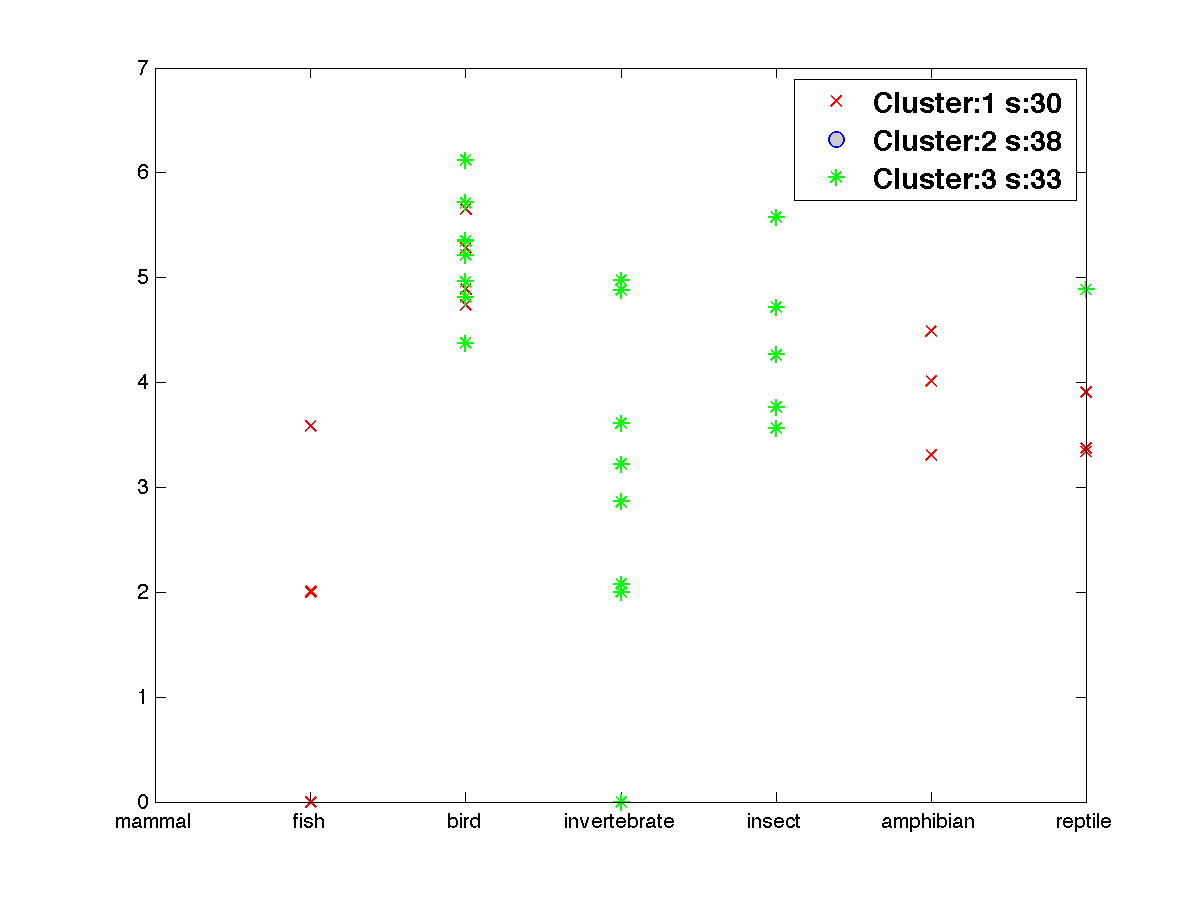 7
Cluster:1 s:30
Cluster:2 s:38
Cluster:3 s:33
6
5
4
3
2
1
0
mammal fish bird invertebrate insect amphibian reptile